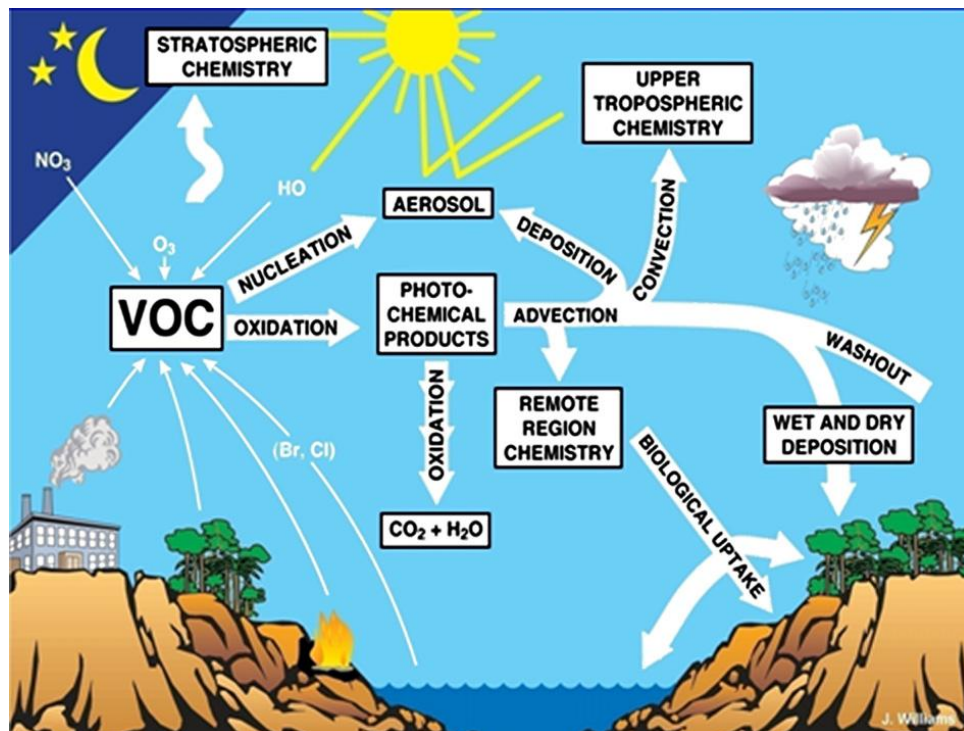 STRATOSPHERIC
CHEMISTRY
UPPER
TROPOSPHERIC
CHEMISTRY
NO₃
HO
AEROSOL
O₃
NUCLEATION
DEPOSITION
CONVECTION
VOC
OXIDATION
PHOTO-
CHEMICAL
PRODUCTS
ADVECTION
WASHOUT
OXIDATION
REMOTE
REGION
CHEMISTRY
WET AND DRY
DEPOSITION
(Br, Cl)
BIOLOGICAL UPTAKE
CO₂ + H₂O
J. Williams